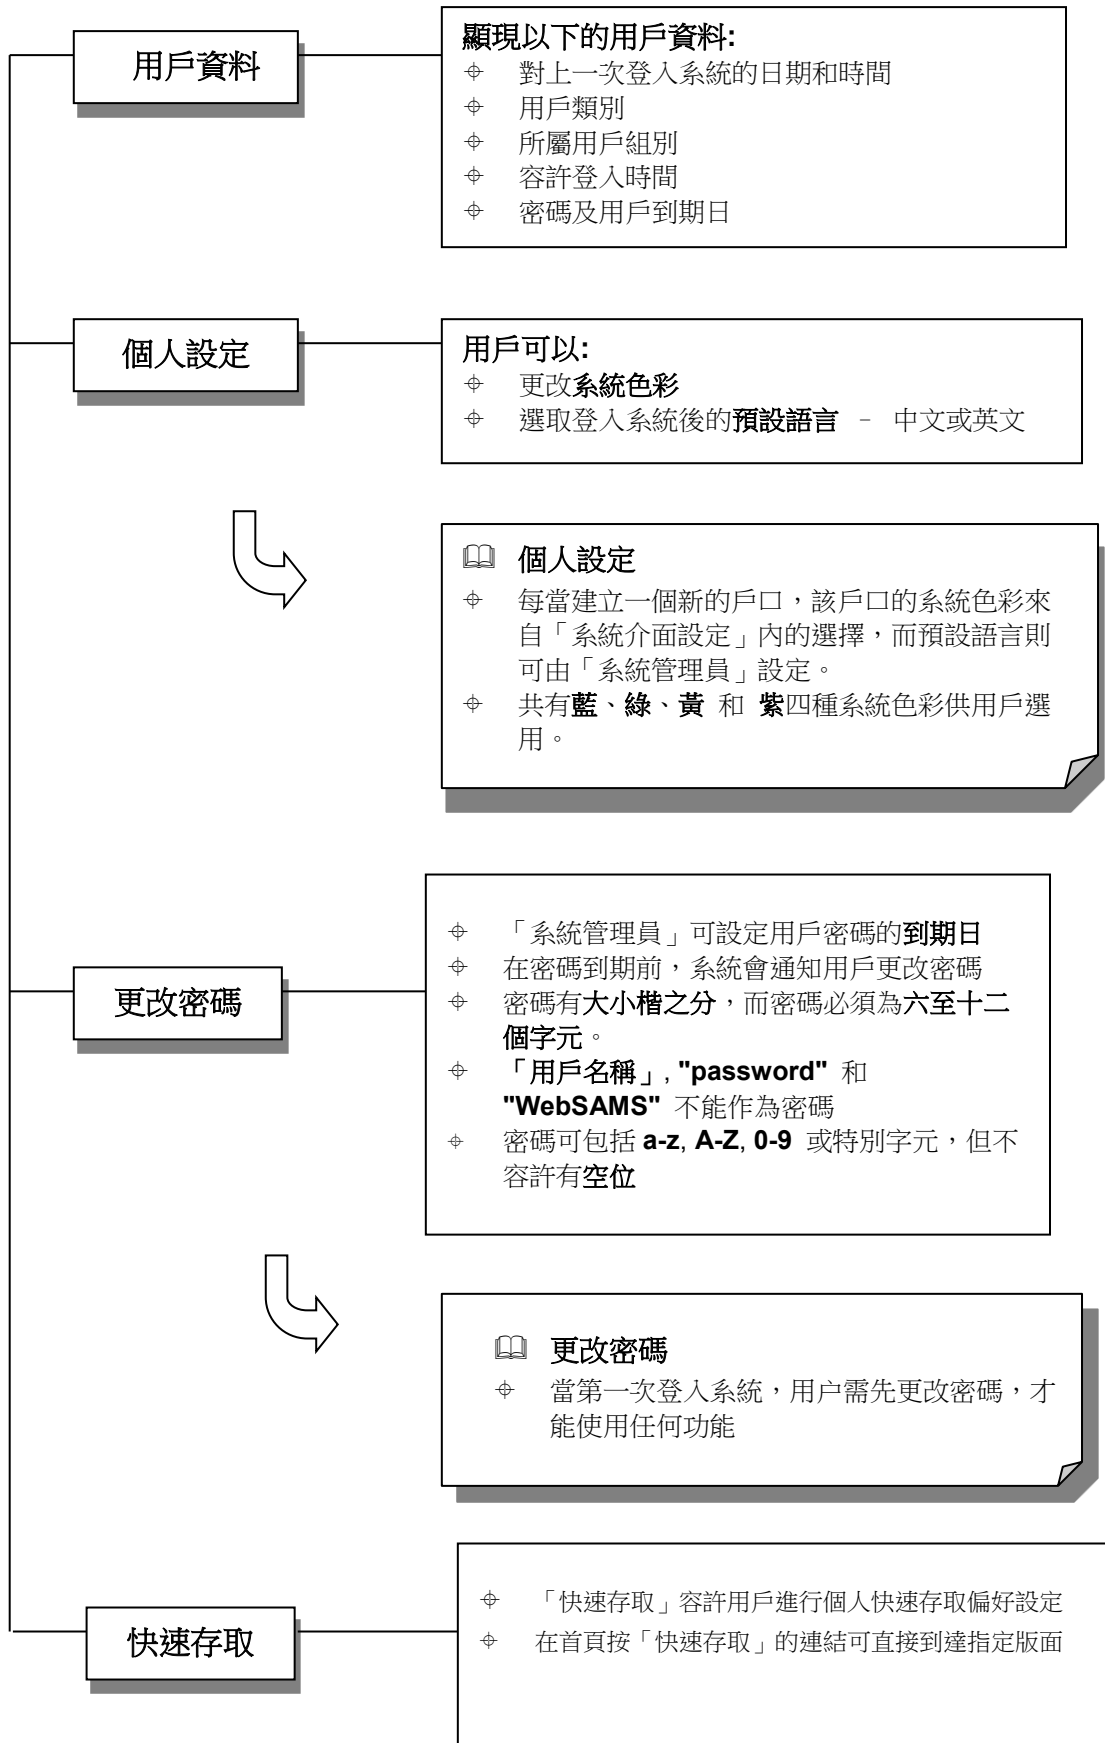 用戶資料
顯現以下的用戶資料:
對上一次登入系統的日期和時間
用戶類別
所屬用戶組別
容許登入時間
密碼及用戶到期日
個人設定
用戶可以:
更改系統色彩
選取登入系統後的預設語言 - 中文或英文
個人設定
每當建立一個新的戶口，該戶口的系統色彩來
自「系統介面設定」內的選擇，而預設語言則
可由「系統管理員」設定。
共有藍、綠、黃 和 紫四種系統色彩供用戶選
用。
更改密碼
「系統管理員」可設定用戶密碼的到期日
在密碼到期前，系統會通知用戶更改密碼
密碼有大小楷之分，而密碼必須為六至十二
個字元。
「用戶名稱」, "password" 和
"WebSAMS" 不能作為密碼
密碼可包括 a-z, A-Z, 0-9 或特別字元，但不
容許有空位
更改密碼
當第一次登入系統，用户需先更改密碼，才
能使用任何功能
快速存取
「快速存取」容許用戶進行個人快速存取偏好設定
在首頁按「快速存取」的連結可直接到達指定版面